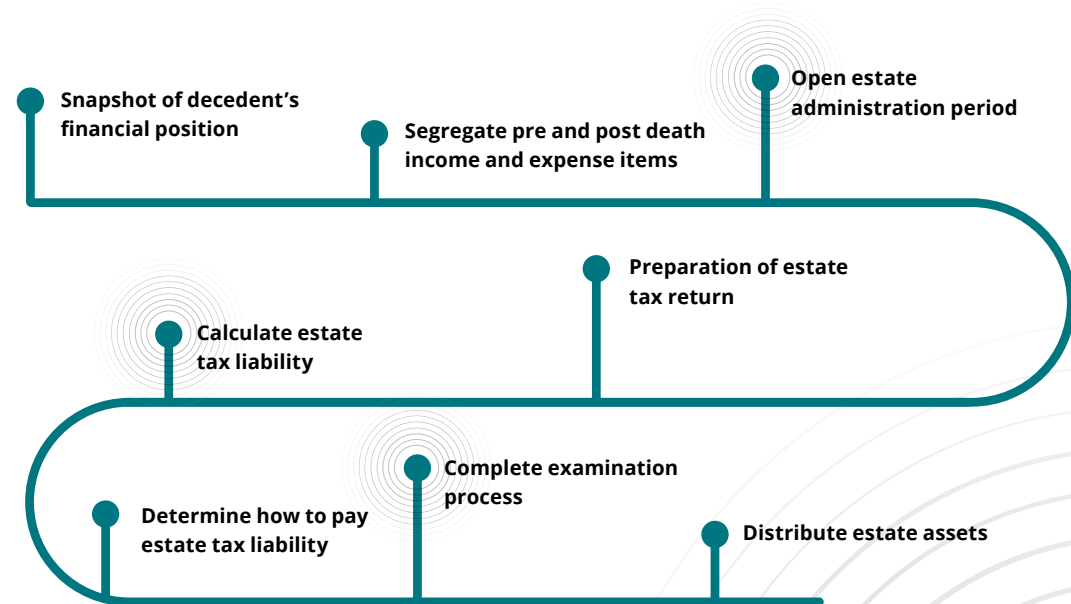 Snapshot of decedent’s
financial position
Segregate pre and post death
income and expense items
Open estate
administration period
Preparation of estate
tax return
Calculate estate
tax liability
Determine how to pay
estate tax liability
Complete examination
process
Distribute estate assets